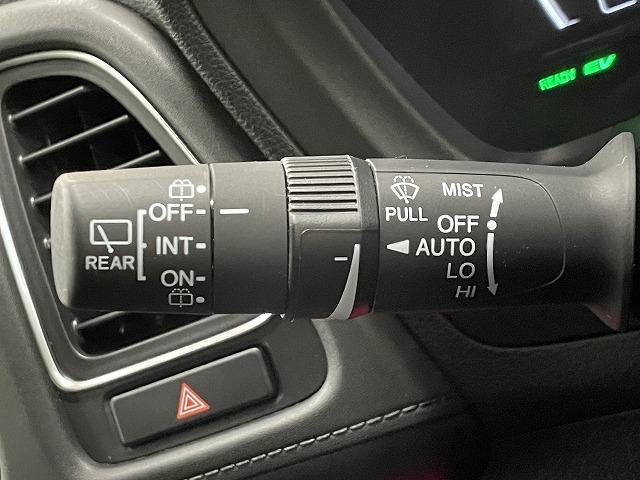 OFF
INT
ON
REAR
PULL
MIST
OFF
AUTO
LO
HI
READY EV